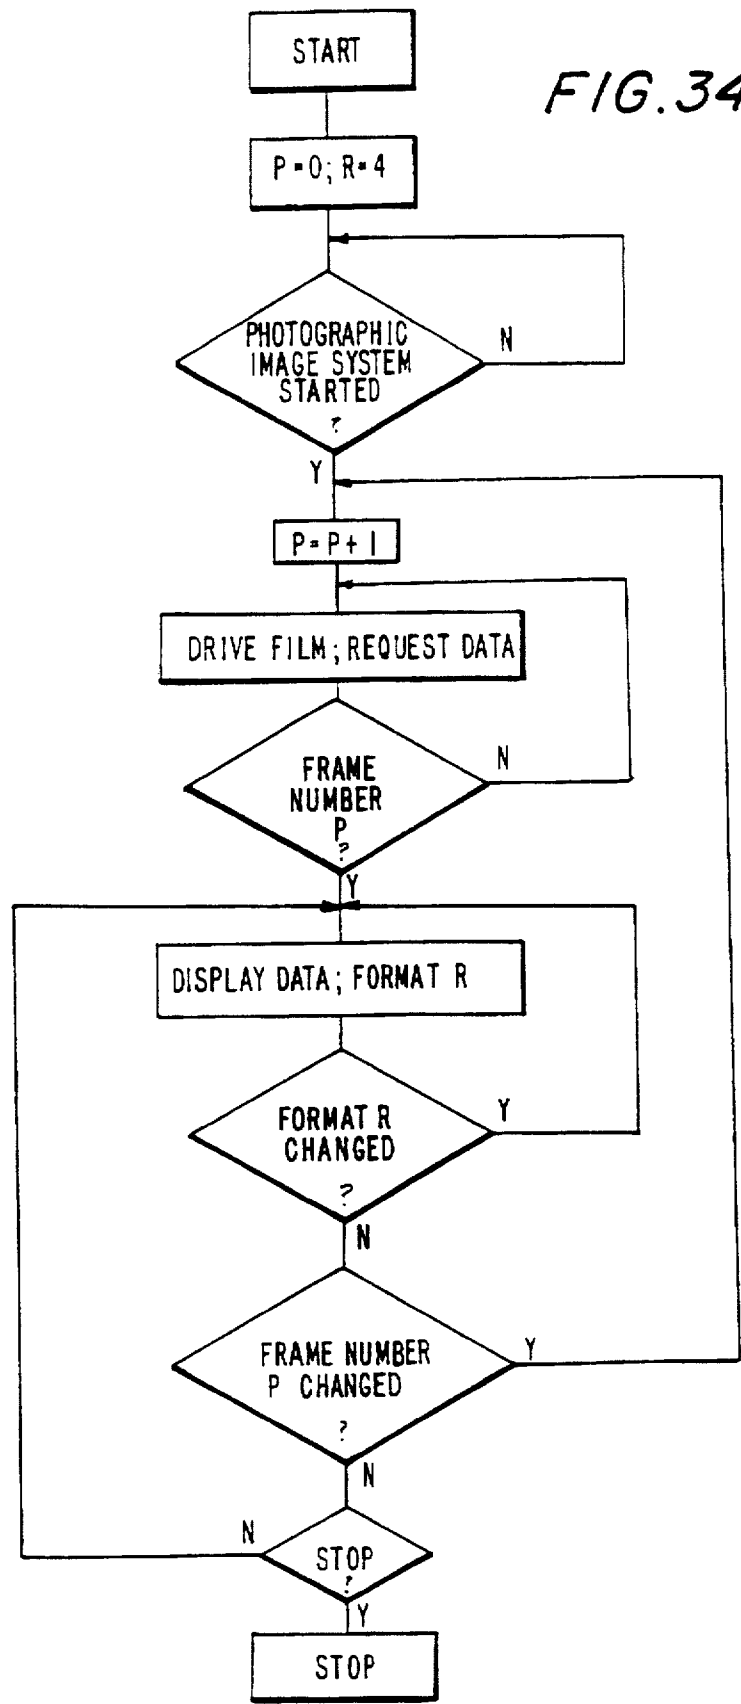 START
FIG.34
P=0; R=4
PHOTOGRAPHIC
IMAGE SYSTEM
STARTED
?
N
Y
P=P+1
DRIVE FILM; REQUEST DATA
FRAME
NUMBER
P
?
N
Y
DISPLAY DATA; FORMAT R
FORMAT R
CHANGED
?
Y
N
FRAME NUMBER
P CHANGED
?
Y
N
STOP
?
N
Y
STOP